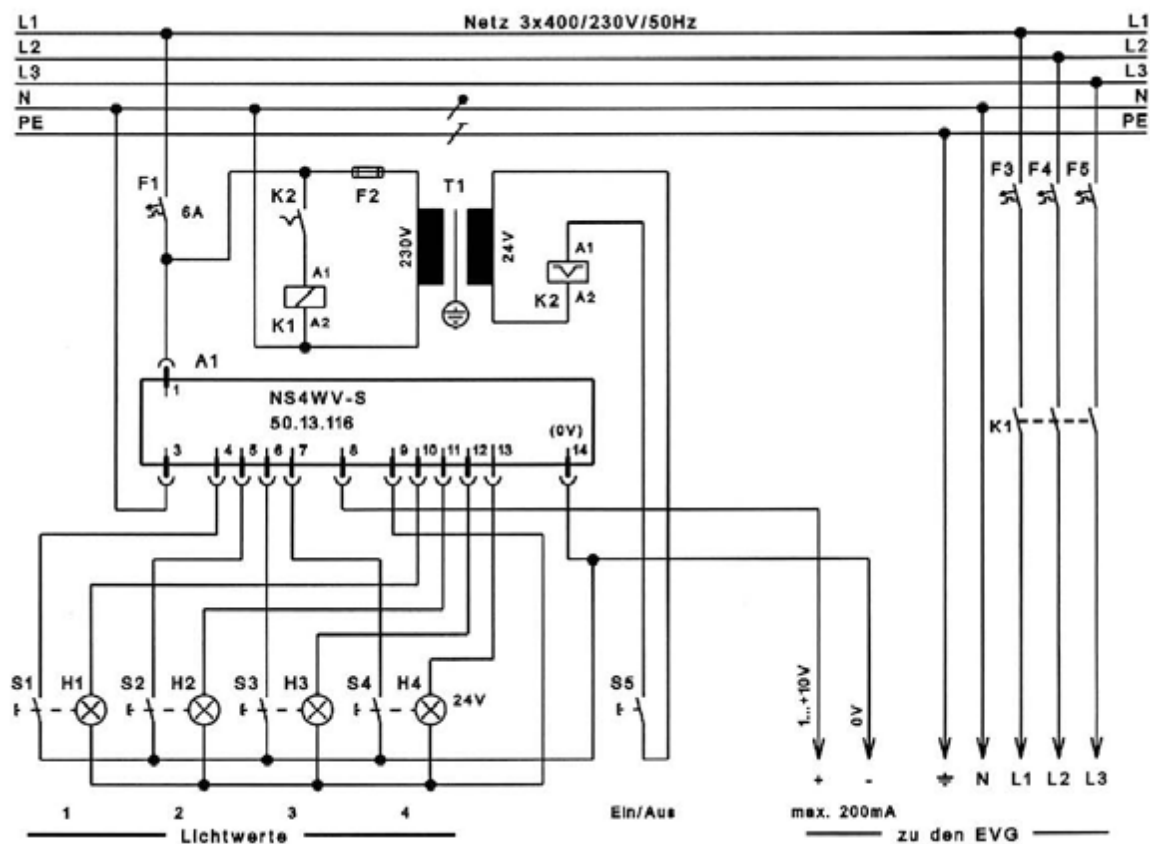 L1 Netz 3x400/230V/50Hz L1
L2 L2
L3 L3
N N
PE PE
F1 6A K2 F2 T1 F3 F4 F5
230V 24V
A1 A1
K2 A2
K1 A2
A1
1
NS4WV-S
50.13.116
(0V)
3 4 5 6 7 8 9 10 11 12 13 14
K1
S1 H1 S2 H2 S3 H3 S4 H4 24V S5
1...+10V 0V
+ - N L1 L2 L3
1 2 3 4 Ein/Aus max. 200mA
Lichtwerte zu den EVG